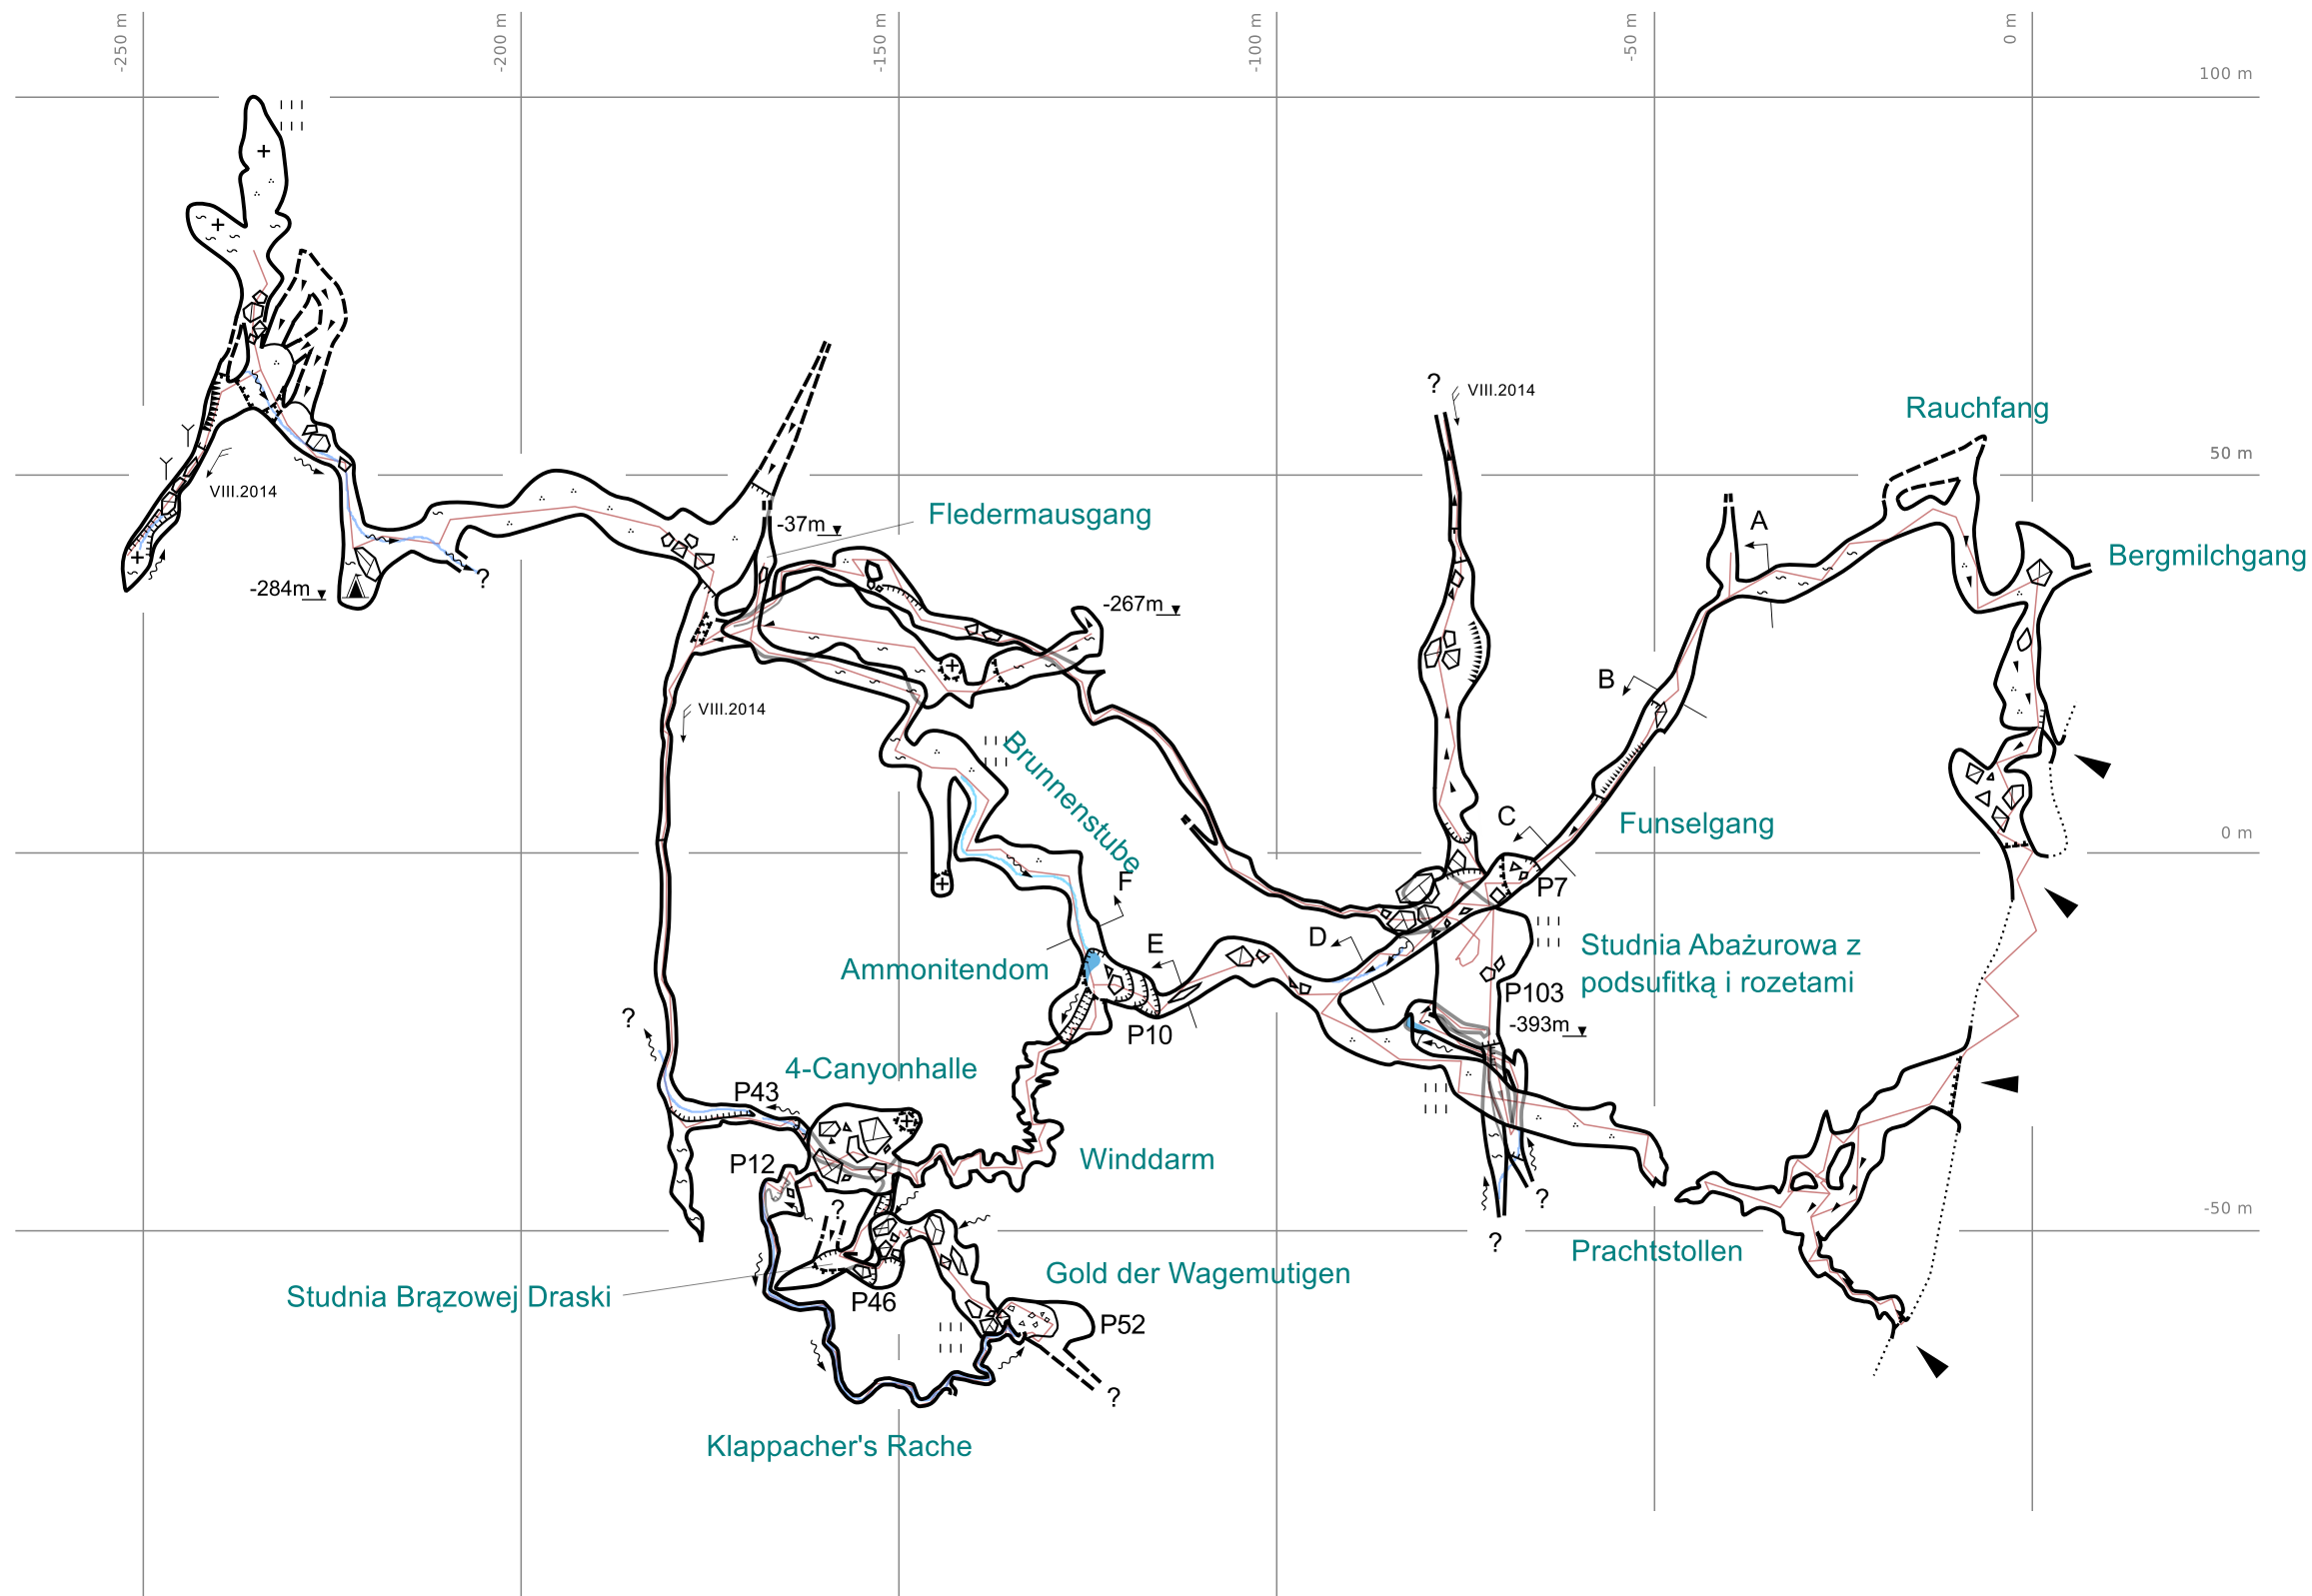 -250 m
-200 m
-150 m
-100 m
-50 m
0 m
100 m
?
VIII.2014
Rauchfang
50 m
VIII.2014
Fledermausgang
-37m
A
Bergmilchgang
?
-284m
-267m
B
VIII.2014
Brunnenstube
C
Funselgang
0 m
F
P7
D
E
Studnia Abażurowa z
podsufitką i rozetami
Ammonitendom
P103
?
-393m
P10
4-Canyonhalle
P43
P12
Winddarm
?
?
-50 m
?
Prachtstollen
Gold der Wagemutigen
Studnia Brązowej Draski
P46
P52
?
Klappacher's Rache